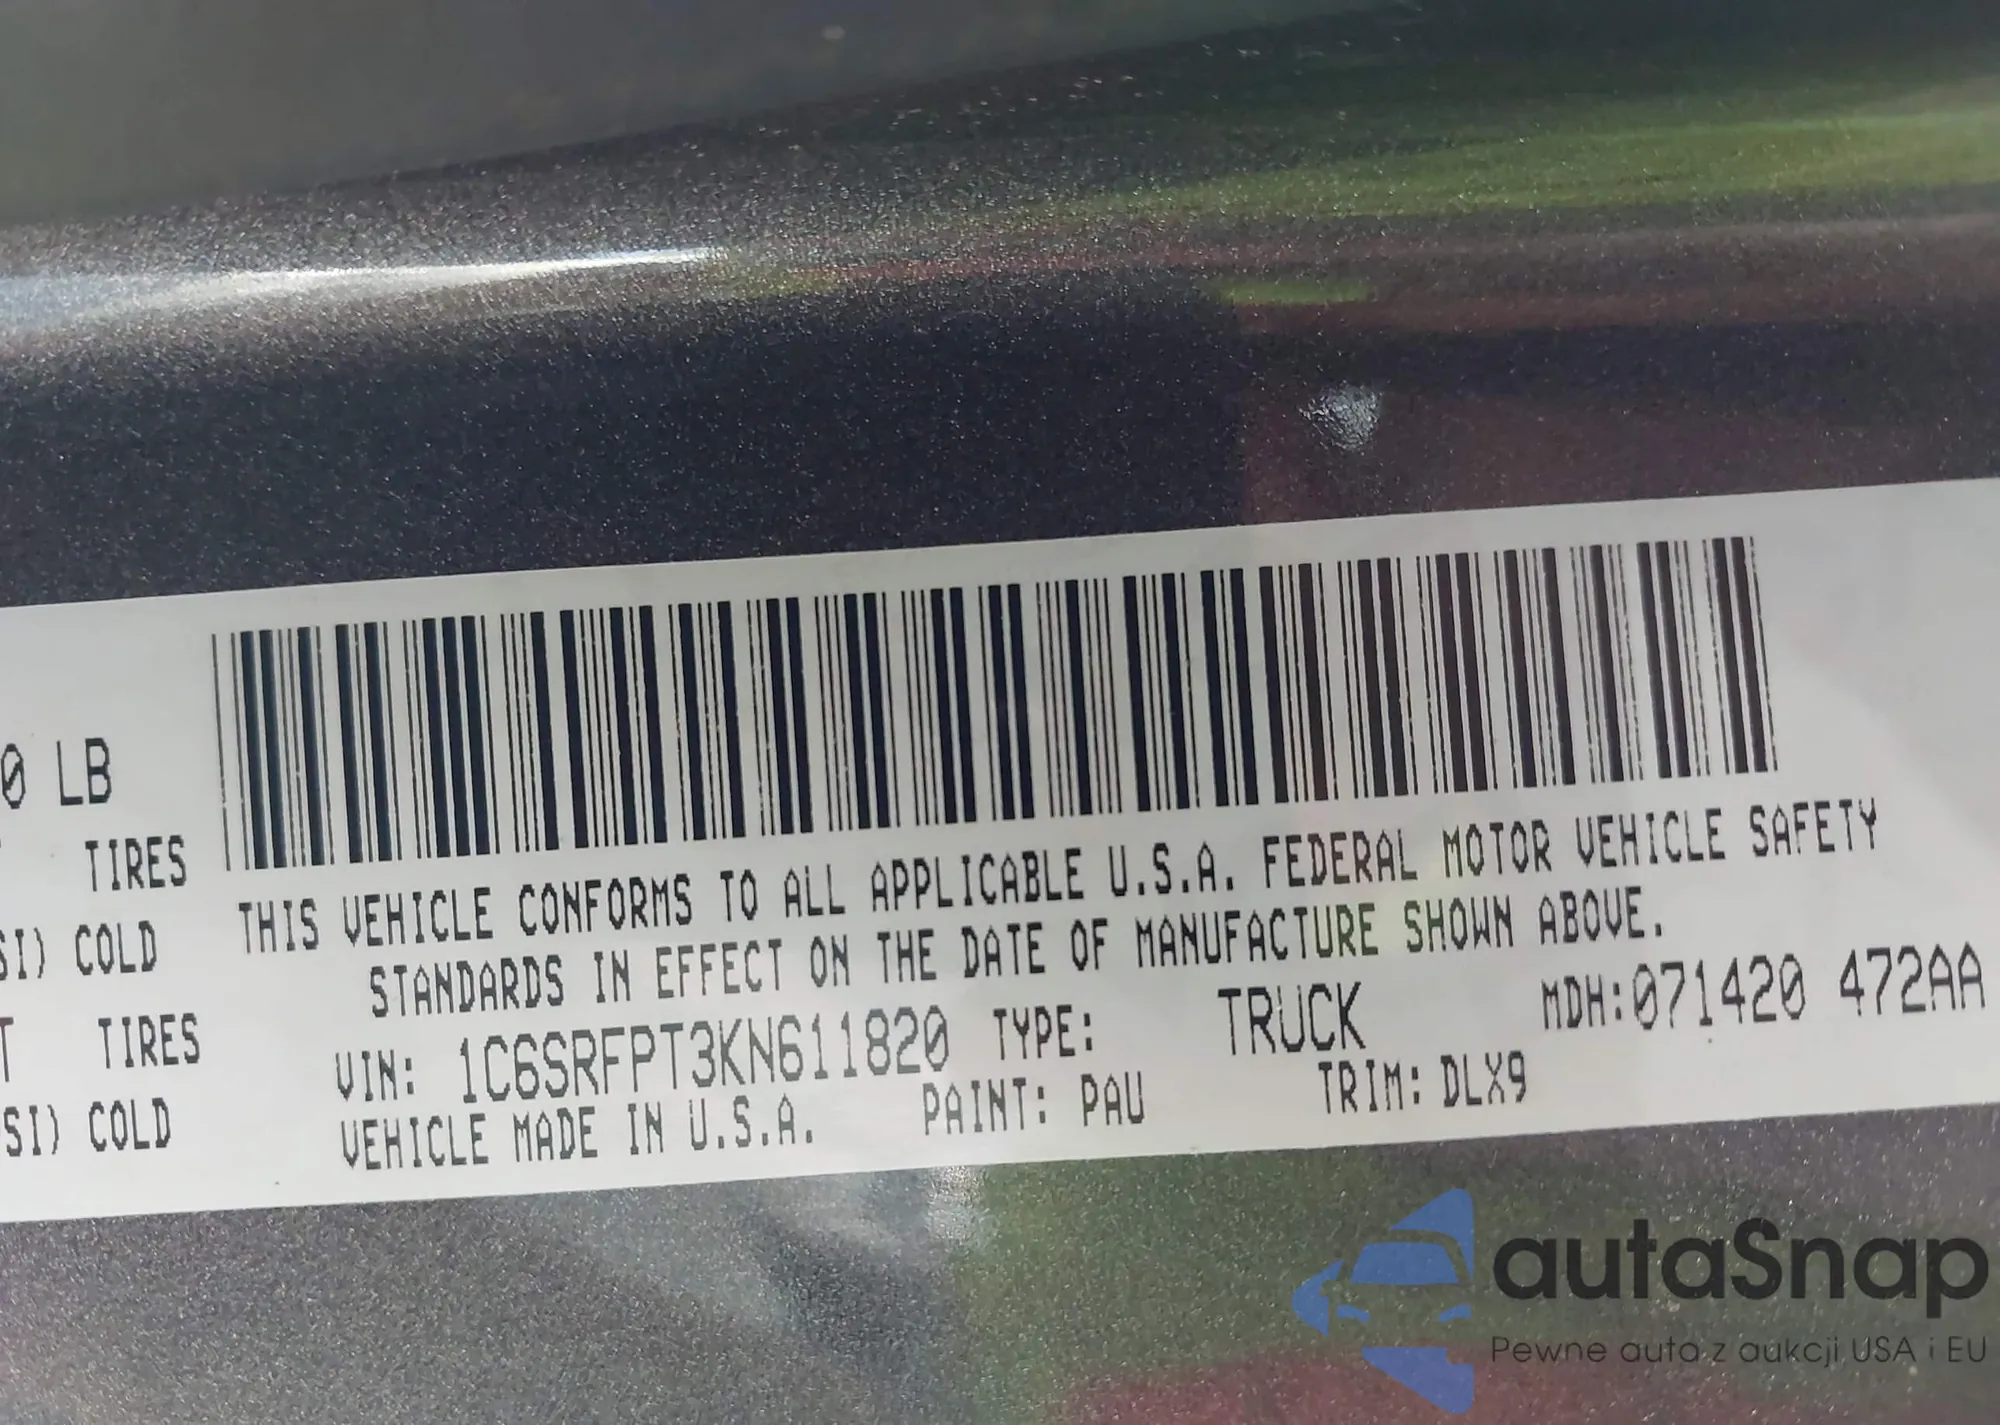 0 LB
TIRES
SI) COLD
T TIRES
SI) COLD
THIS VEHICLE CONFORMS TO ALL APPLICABLE U.S.A. FEDERAL MOTOR VEHICLE SAFETY
STANDARDS IN EFFECT ON THE DATE OF MANUFACTURE SHOWN ABOVE.
VIN: 1C6SRFPT3KN611820 TYPE: TRUCK MDH:071420 472AA
VEHICLE MADE IN U.S.A. PAINT: PAU TRIM: DLX9
autaSnap
Pewne auta z aukcji USA i EU